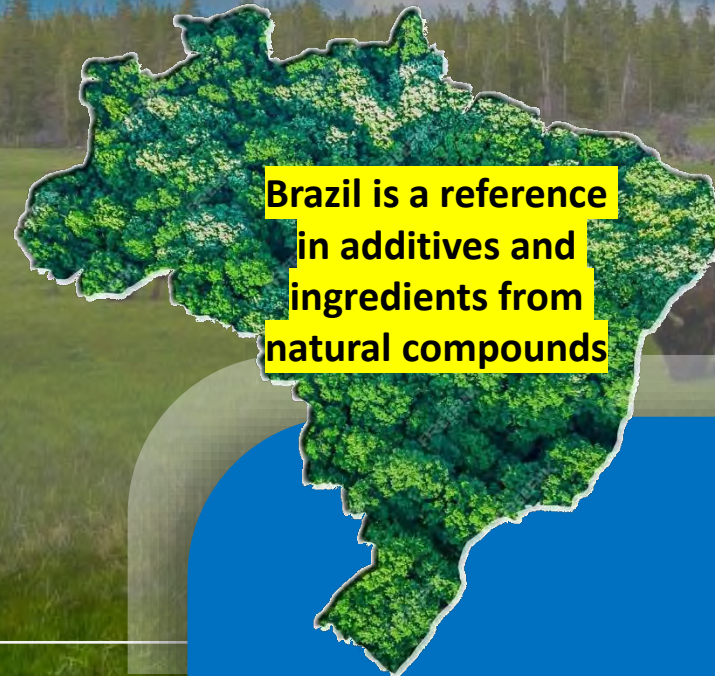 Brazil is a reference
in additives and
ingredients from
natural compounds